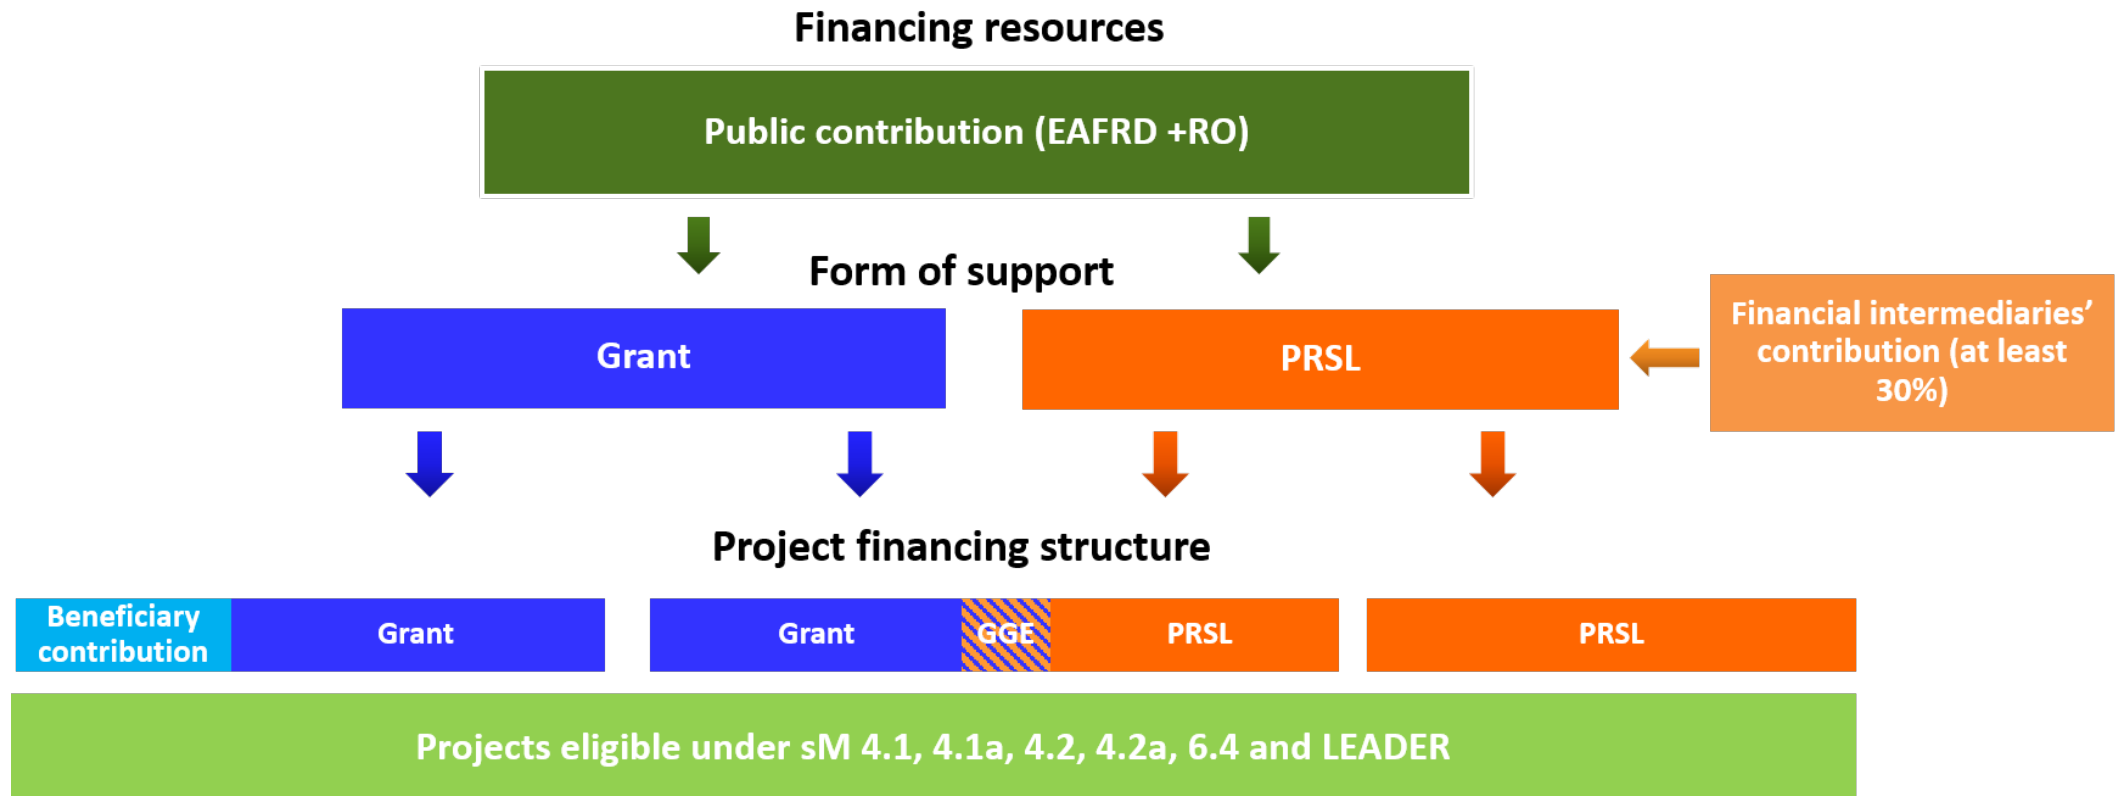 Financing resources
Public contribution (EAFRD +RO)
Form of support
Grant
PRSL
Financial intermediaries’
contribution (at least
30%)
Project financing structure
Beneficiary
contribution
Grant
Grant
GGE
PRSL
PRSL
Projects eligible under sM 4.1, 4.1a, 4.2, 4.2a, 6.4 and LEADER